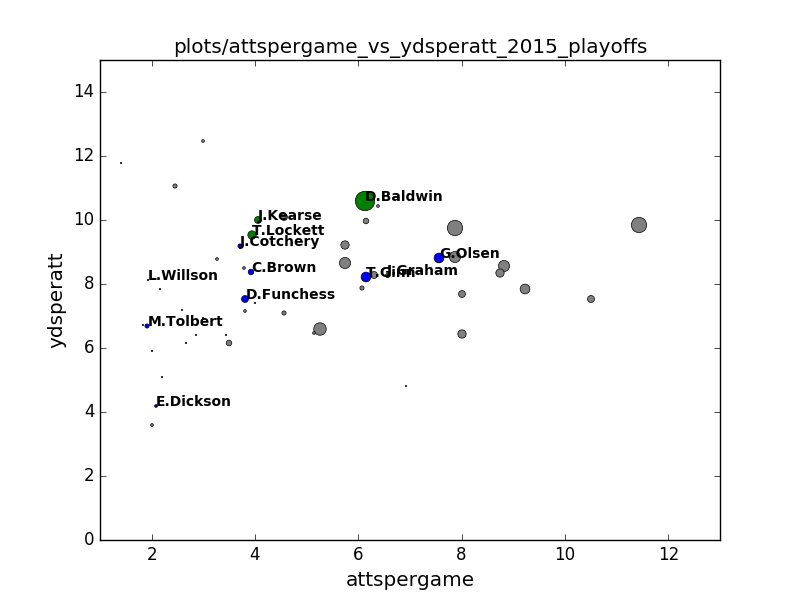 plots/attspergame_vs_ydsperatt_2015_playoffs
14
12
10
8
6
4
2
0
ydsperatt
D.Baldwin
J.Kearse
T.Lockett
J.Cotchery
G.Olsen
C.Brown
T.Ginn
J.Graham
L.Willson
D.Funchess
M.Tolbert
E.Dickson
2 4 6 8 10 12
attspergame